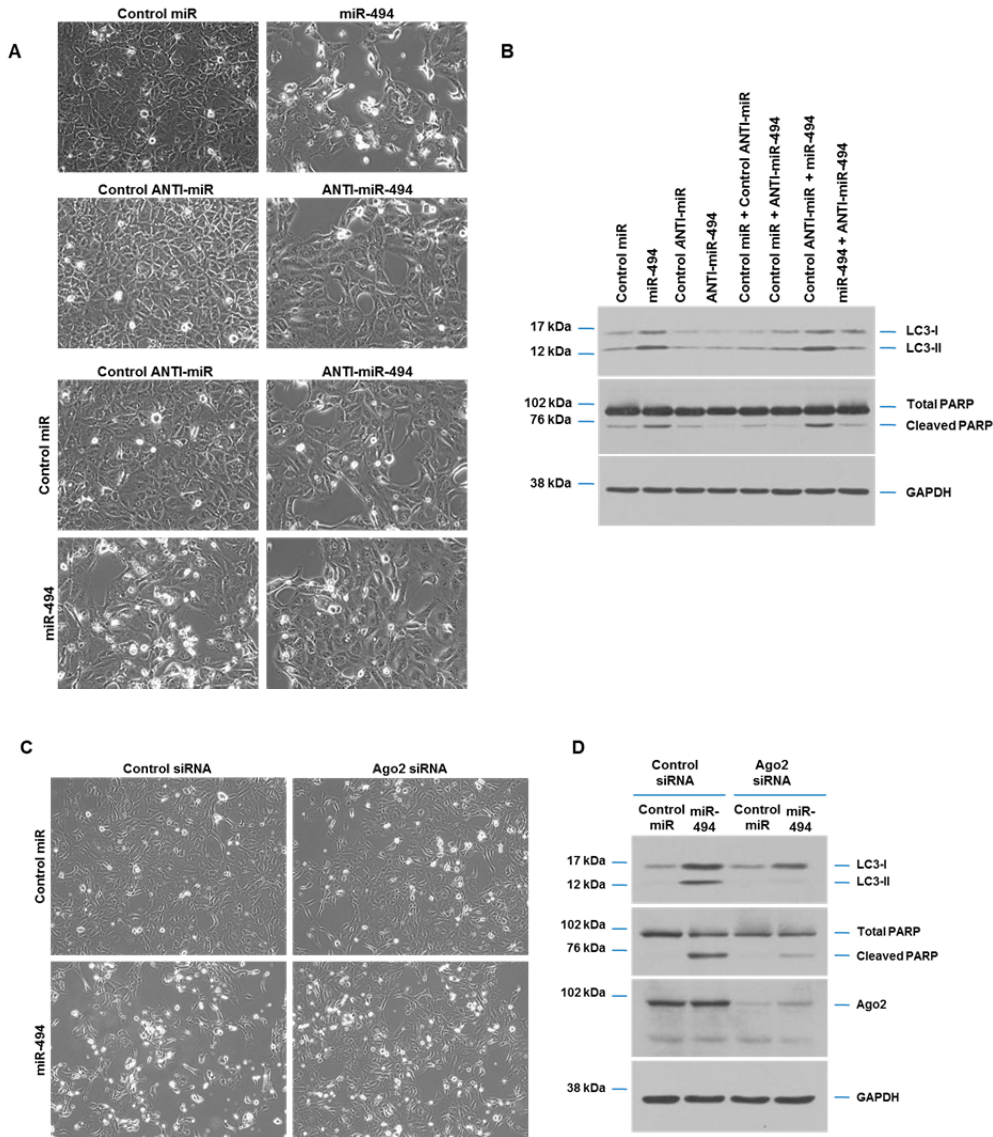 A
Control miR miR-494
Control ANTI-miR ANTI-miR-494
Control ANTI-miR ANTI-miR-494
Control miR
miR-494
B
Control miR
miR-494
Control ANTI-miR
ANTI-miR-494
Control miR + Control ANTI-miR
Control miR + ANTI-miR-494
Control ANTI-miR + miR-494
miR-494 + ANTI-miR-494
17 kDa LC3-I
12 kDa LC3-II
102 kDa Total PARP
76 kDa Cleaved PARP
38 kDa GAPDH
C
Control siRNA Ago2 siRNA
Control miR
miR-494
D
Control Ago2
siRNA siRNA
Control miR- Control miR-
miR 494 miR 494
17 kDa LC3-I
12 kDa LC3-II
102 kDa Total PARP
76 kDa Cleaved PARP
102 kDa Ago2
38 kDa GAPDH